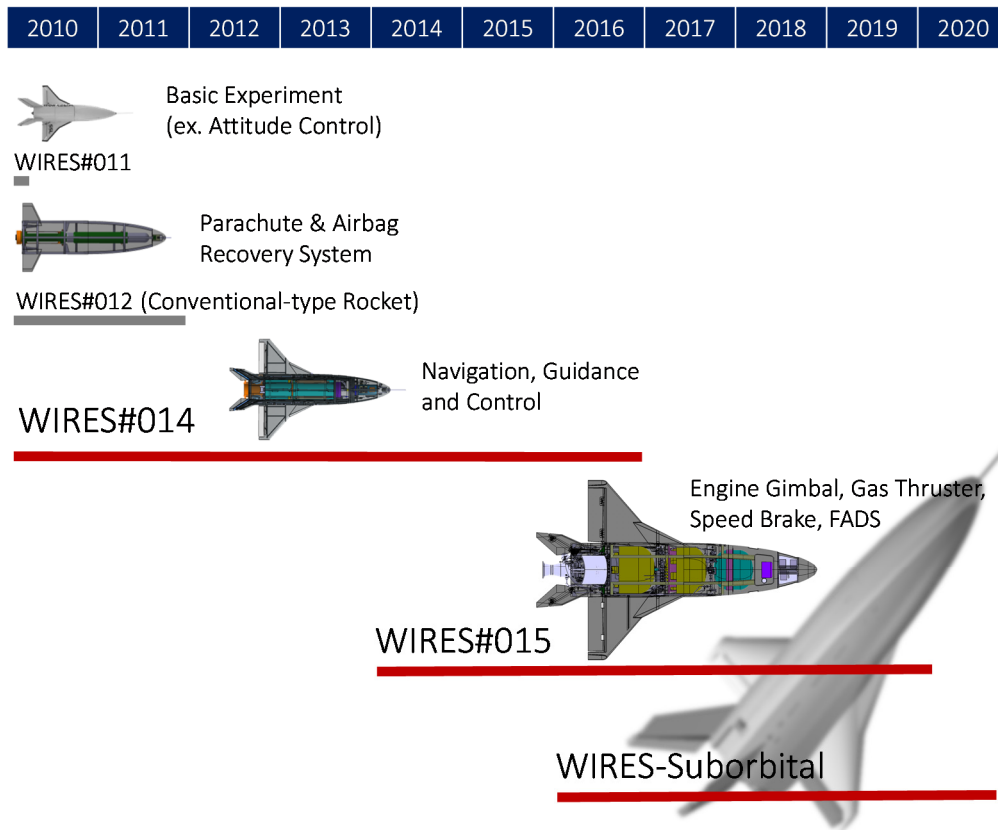 2010 2011 2012 2013 2014 2015 2016 2017 2018 2019 2020
Basic Experiment
(ex. Attitude Control)
WIRES#011
Parachute & Airbag
Recovery System
WIRES#012 (Conventional-type Rocket)
Navigation, Guidance
and Control
WIRES#014
Engine Gimbal, Gas Thruster,
Speed Brake, FADS
WIRES#015
WIRES-Suborbital